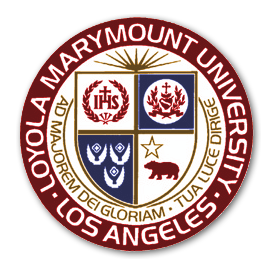 LOYOLA MARYMOUNT UNIVERSITY · LOS ANGELES ·
AD MAJOREM DEI GLORIAM · TUA LUCE DIRIGE
IHS